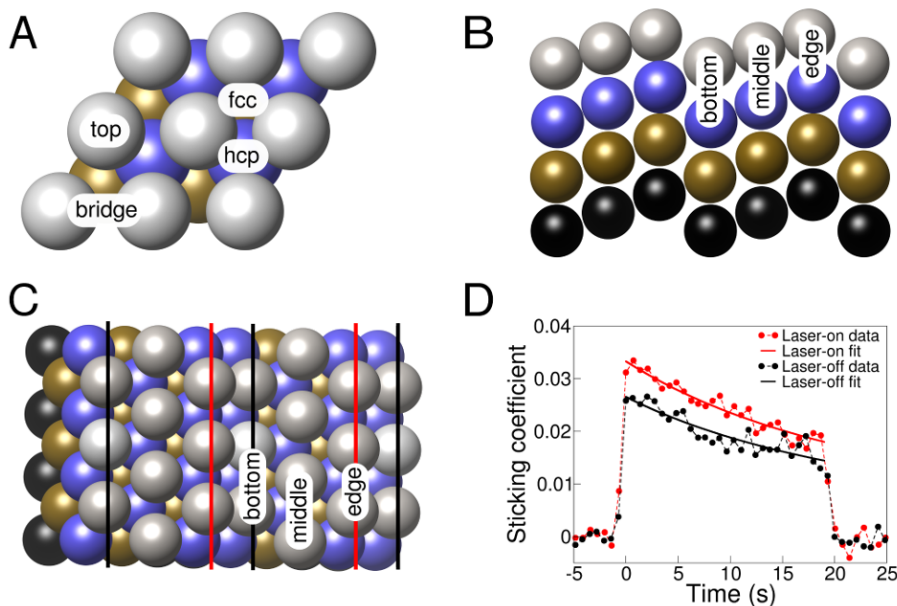 A
top
fcc
hcp
bridge
B
bottom
middle
edge
C
bottom
middle
edge
D
Sticking coefficient
0.04
0.03
0.02
0.01
0
Laser-on data
Laser-on fit
Laser-off data
Laser-off fit
-5 0 5 10 15 20 25
Time (s)